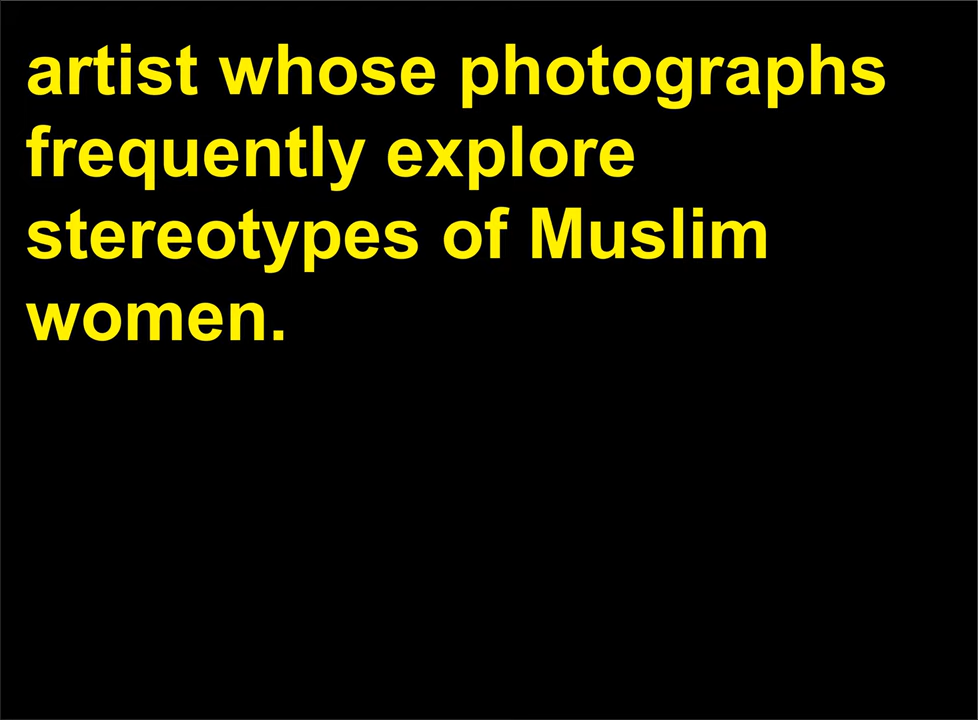 artist whose photographs
frequently explore
stereotypes of Muslim
women.